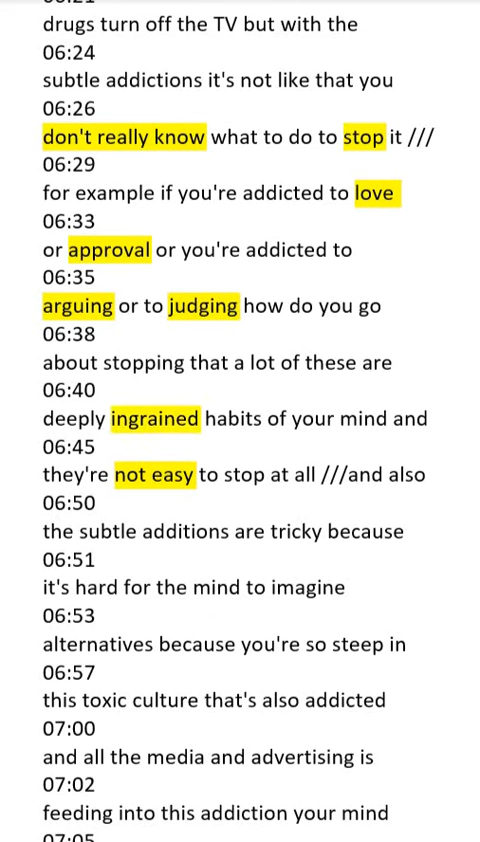 drugs turn off the TV but with the
06:24
subtle addictions it's not like that you
06:26
don't really know what to do to stop it ///
06:29
for example if you're addicted to love
06:33
or approval or you're addicted to
06:35
arguing or to judging how do you go
06:38
about stopping that a lot of these are
06:40
deeply ingrained habits of your mind and
06:45
they're not easy to stop at all ///and also
06:50
the subtle additions are tricky because
06:51
it's hard for the mind to imagine
06:53
alternatives because you're so steep in
06:57
this toxic culture that's also addicted
07:00
and all the media and advertising is
07:02
feeding into this addiction your mind
07:05